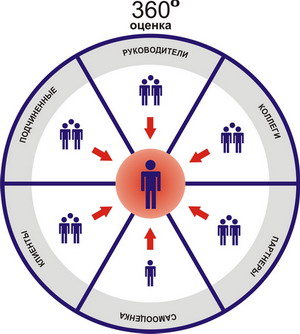 360°
оценка
РУКОВОДИТЕЛИ
КОЛЛЕГИ
ПАРТНЕРЫ
САМООЦЕНКА
КЛИЕНТЫ
ПОДЧИНЕННЫЕ